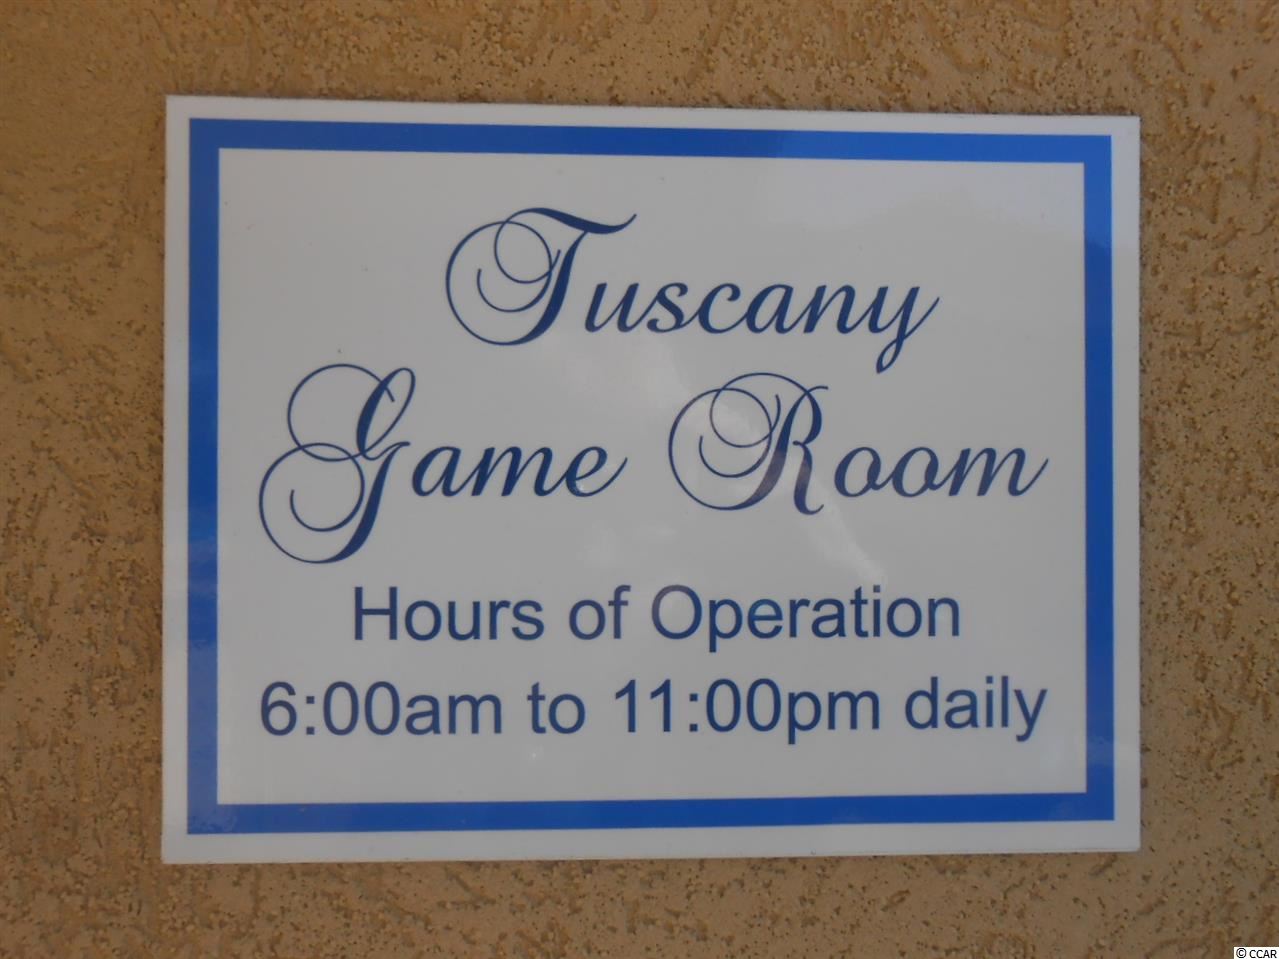 Tuscany
Game Room
Hours of Operation
6:00am to 11:00pm daily
© CCAR